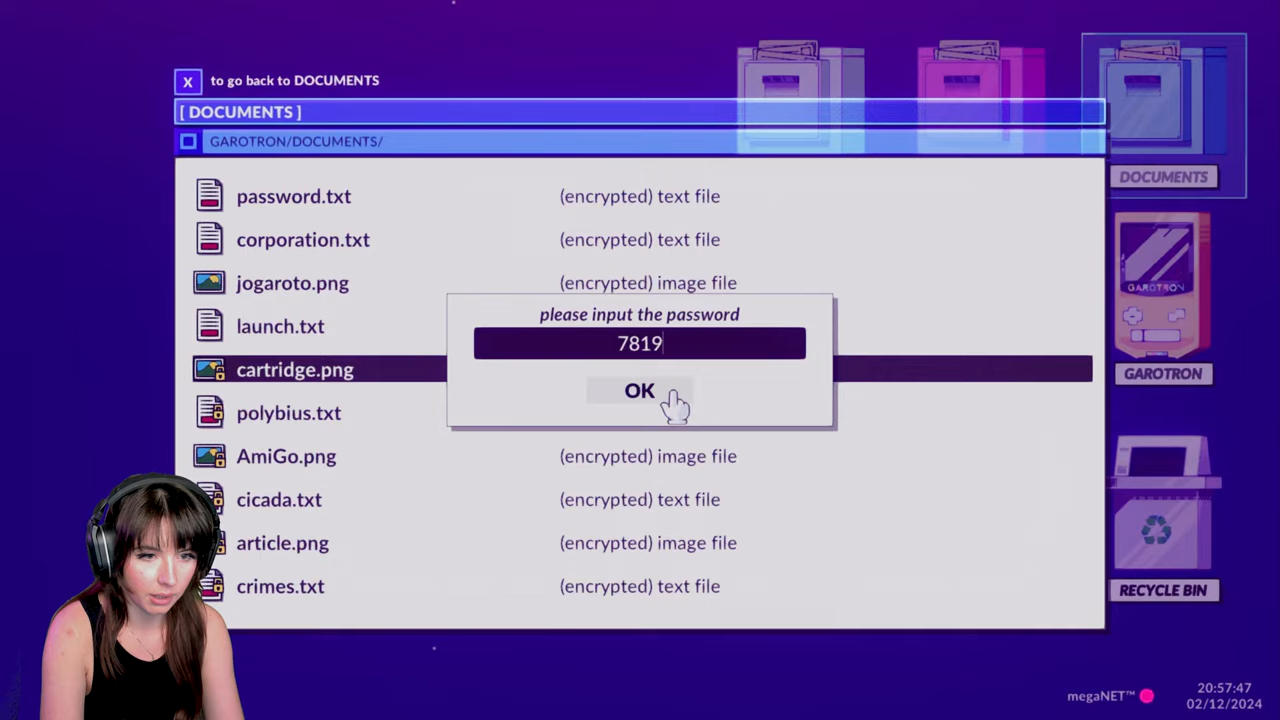 X to go back to DOCUMENTS
[ DOCUMENTS ]
GAROTRON/DOCUMENTS/
password.txt (encrypted) text file
corporation.txt (encrypted) text file
jogaroto.png (encrypted) image file
launch.txt
cartridge.png
polybius.txt
AmiGo.png (encrypted) image file
cicada.txt (encrypted) text file
article.png (encrypted) image file
crimes.txt (encrypted) text file
please input the password
7819
OK
DOCUMENTS
GAROTRON
GAROTRON
RECYCLE BIN
megaNET™
20:57:47
02/12/2024